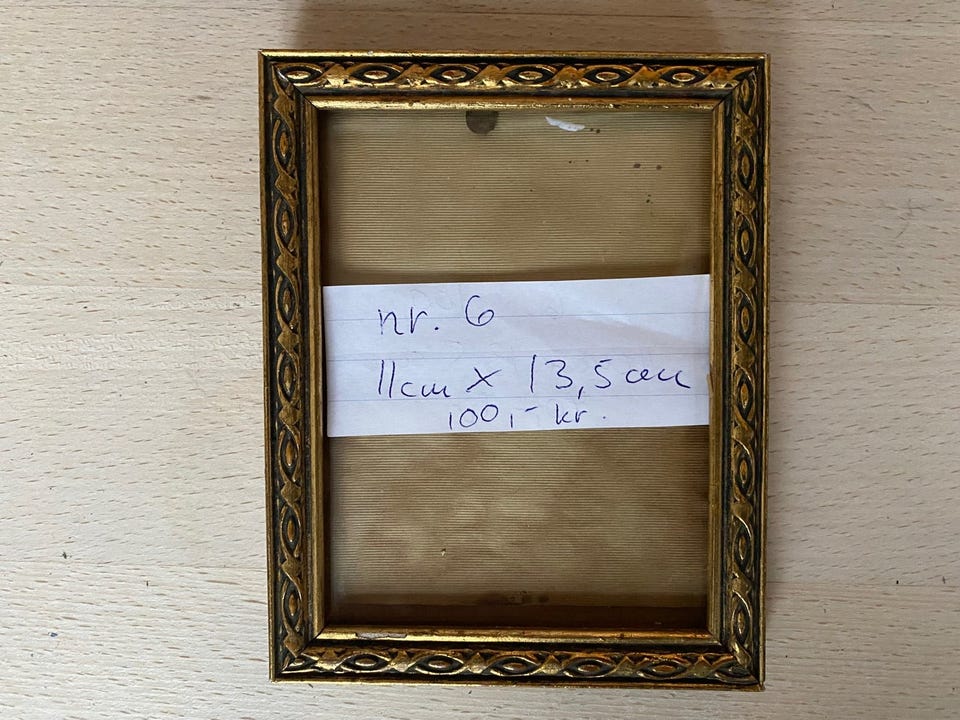 nr. 6
11cm x 13,5 cm
100,- kr.